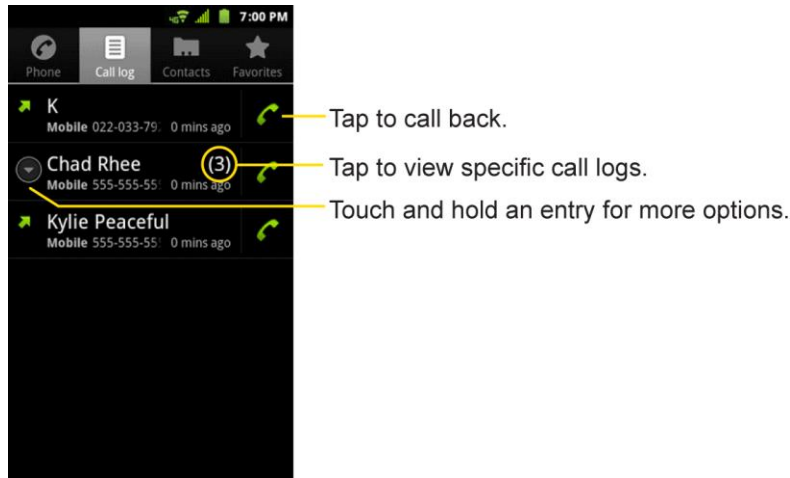 4G 7:00 PM
Phone Call log Contacts Favorites
K
Mobile 022-033-79 0 mins ago
Tap to call back.
Chad Rhee (3)
Mobile 555-555-55 0 mins ago
Tap to view specific call logs.
Touch and hold an entry for more options.
Kylie Peaceful
Mobile 555-555-55 0 mins ago